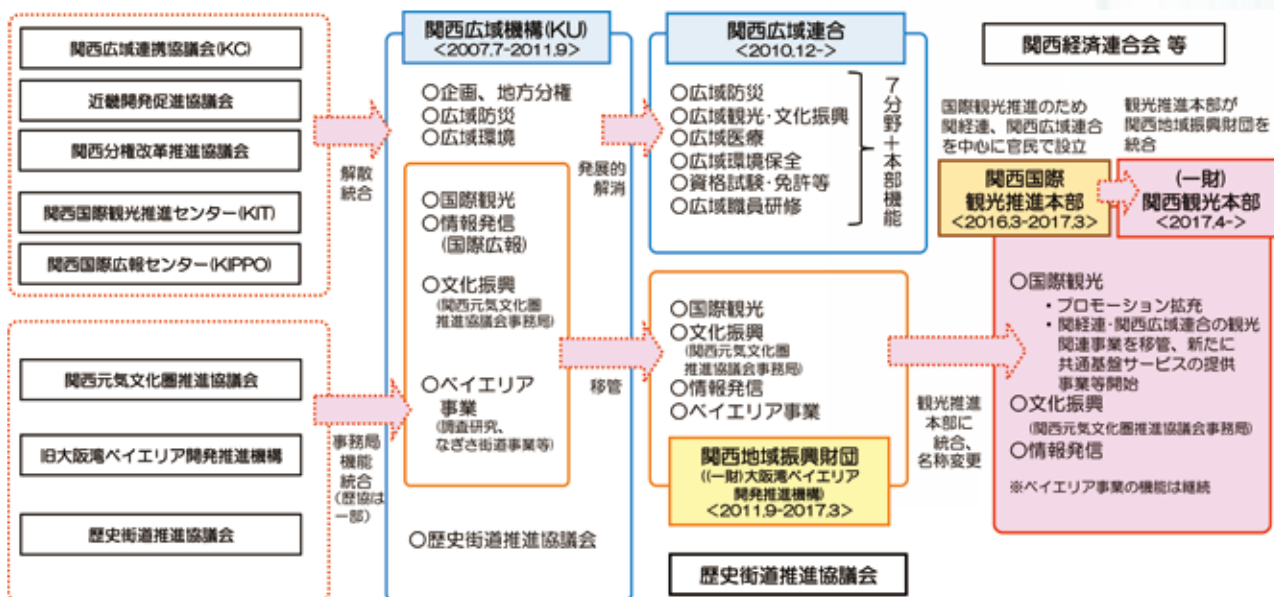 関西広域連携協議会(KC)
近畿開発促進協議会
関西分権改革推進協議会
関西国際観光推進センター(KIT)
関西国際広報センター(KIPPO)
解散
統合
関西元気文化圏推進協議会
旧大阪湾ベイエリア開発推進機構
歴史街道推進協議会
事務局
機能
統合
(歴協は
一部)
関西広域機構(KU)
<2007.7-2011.9>
○企画、地方分権
○広域防災
○広域環境
○国際観光
○情報発信
(国際広報)
○文化振興
(関西元気文化圏
推進協議会事務局)
○ベイエリア
事業
(調査研究、
なぎさ街道事業等)
○歴史街道推進協議会
発展的
解消
移管
関西広域連合
<2010.12->
○広域防災
○広域観光・文化振興
○広域医療
○広域環境保全
○資格試験・免許等
○広域職員研修
7分野+本部機能
○国際観光
○文化振興
(関西元気文化圏
推進協議会事務局)
○情報発信
○ベイエリア事業
関西地域振興財団
((一財)大阪湾ベイエリア
開発推進機構)
<2011.9-2017.3>
歴史街道推進協議会
観光推進
本部に
統合、
名称変更
関西経済連合会 等
国際観光推進のため
関経連、関西広域連合
を中心に官民で設立
観光推進本部が
関西地域振興財団を
統合
関西国際
観光推進本部
<2016.3-2017.3>
(一財)
関西観光本部
<2017.4->
○国際観光
・プロモーション拡充
・関経連・関西広域連合の観光
関連事業を移管、新たに
共通基盤サービスの提供
事業等開始
○文化振興
(関西元気文化圏推進協議会事務局)
○情報発信
※ベイエリア事業の機能は継続